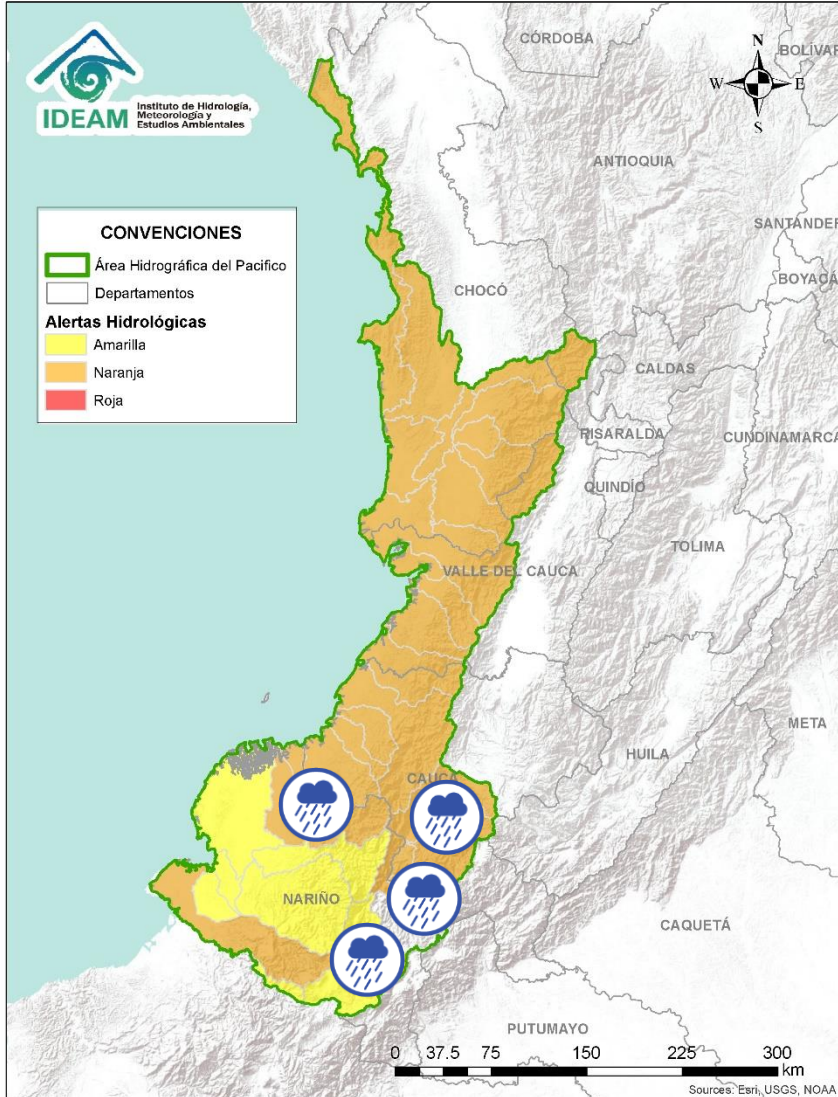 IDEAM
Instituto de Hidrología,
Meteorología y
Estudios Ambientales
CÓRDOBA
BOLÍVAR
N
W
E
S
ANTIOQUIA
SANTANDER
BOYACÁ
CONVENCIONES
Área Hidrográfica del Pacifico
Departamentos
Alertas Hidrológicas
Amarilla
Naranja
Roja
CHOCÓ
CALDAS
RISARALDA
CUNDINAMARCA
QUINDÍO
TOLIMA
VALLE DEL CAUCA
META
HUILA
CAUCA
NARIÑO
CAQUETÁ
PUTUMAYO
0 37.5 75 150 225 300
km
Sources: Esri, USGS, NOAA